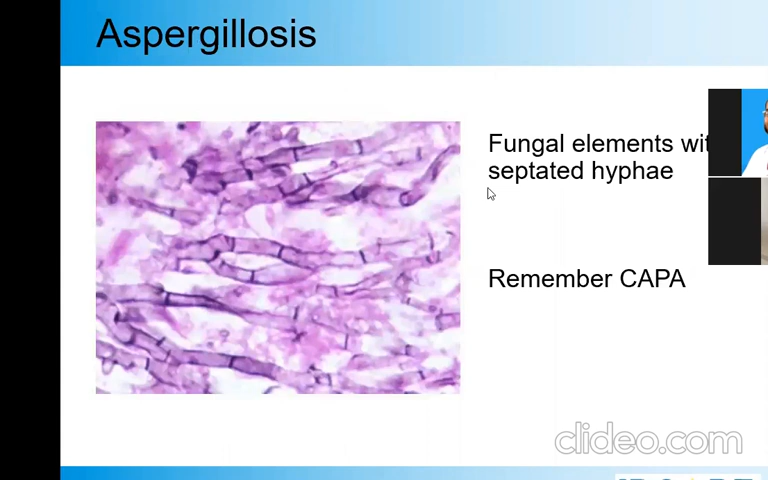 Aspergillosis
Fungal elements wit
septated hyphae
Remember CAPA
clideo.com